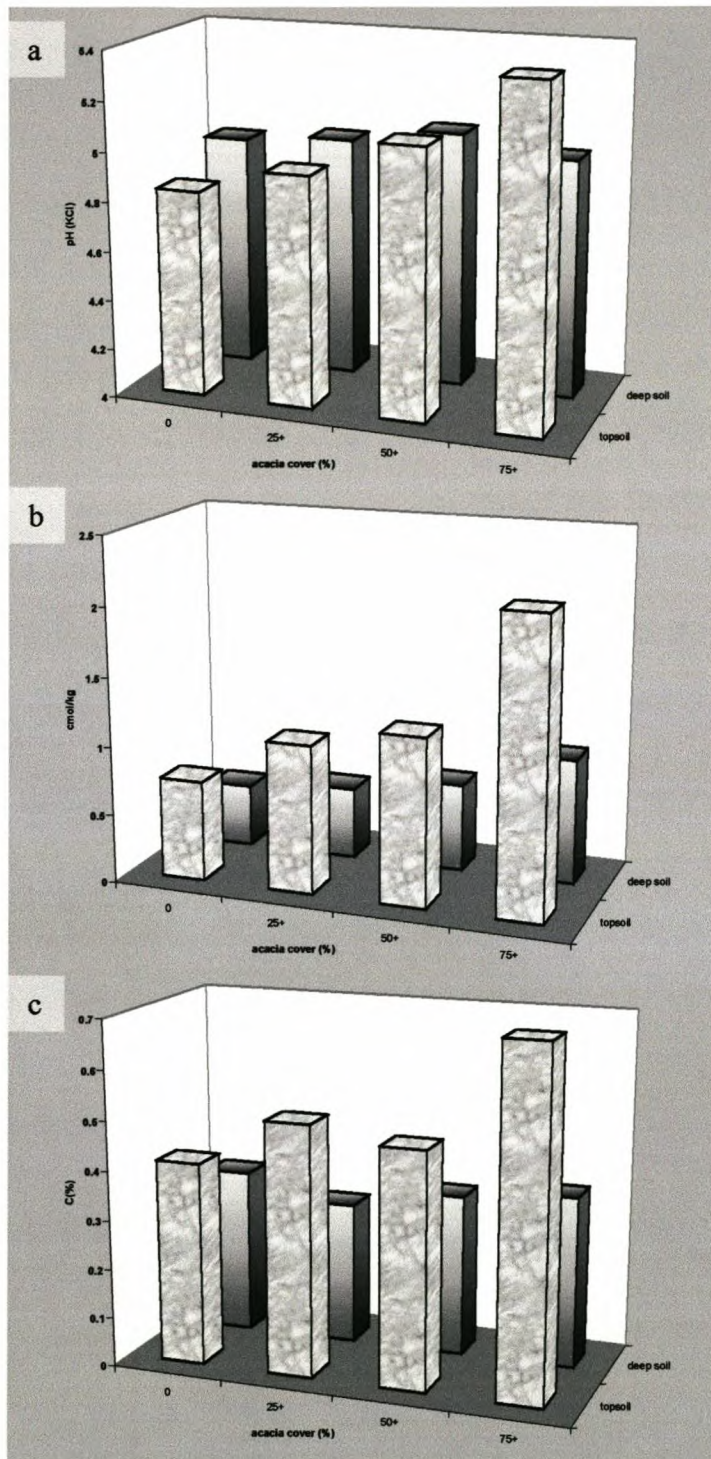 a
5.4
5.2
5
4.8
4.6
4.4
4.2
4
pH (KCl)
0
25+
50+
75+
acacia cover (%)
deep soil
topsoil
b
2.5
2
1.5
1
0.5
0
cmol/kg
0
25+
50+
75+
acacia cover (%)
deep soil
topsoil
c
0.7
0.6
0.5
0.4
0.3
0.2
0.1
0
C(%)
0
25+
50+
75+
acacia cover (%)
deep soil
topsoil